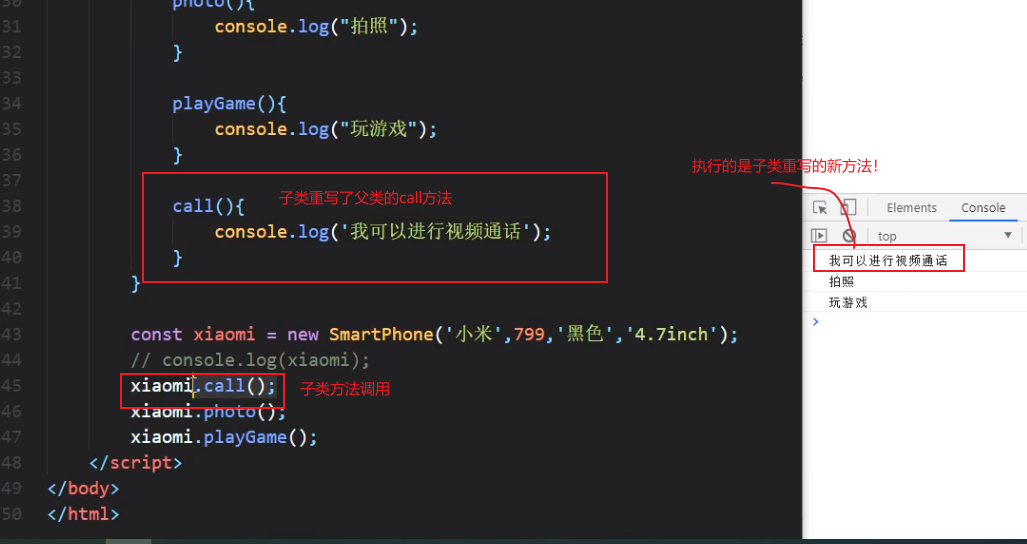 30 photo(){
31 console.log("拍照");
32 }
33
34 playGame(){
35 console.log("玩游戏");
36 }
37
38 call(){
39 console.log('我可以进行视频通话');
40 }
41 }
42
43 const xiaomi = new SmartPhone('小米',799,'黑色','4.7inch');
44 // console.log(xiaomi);
45 xiaomi.call();
46 xiaomi.photo();
47 xiaomi.playGame();
48 </script>
49 </body>
50 </html>
子类重写了父类的call方法
子类方法调用
执行的是子类重写的新方法！
Elements Console
top
我可以进行视频通话
拍照
玩游戏